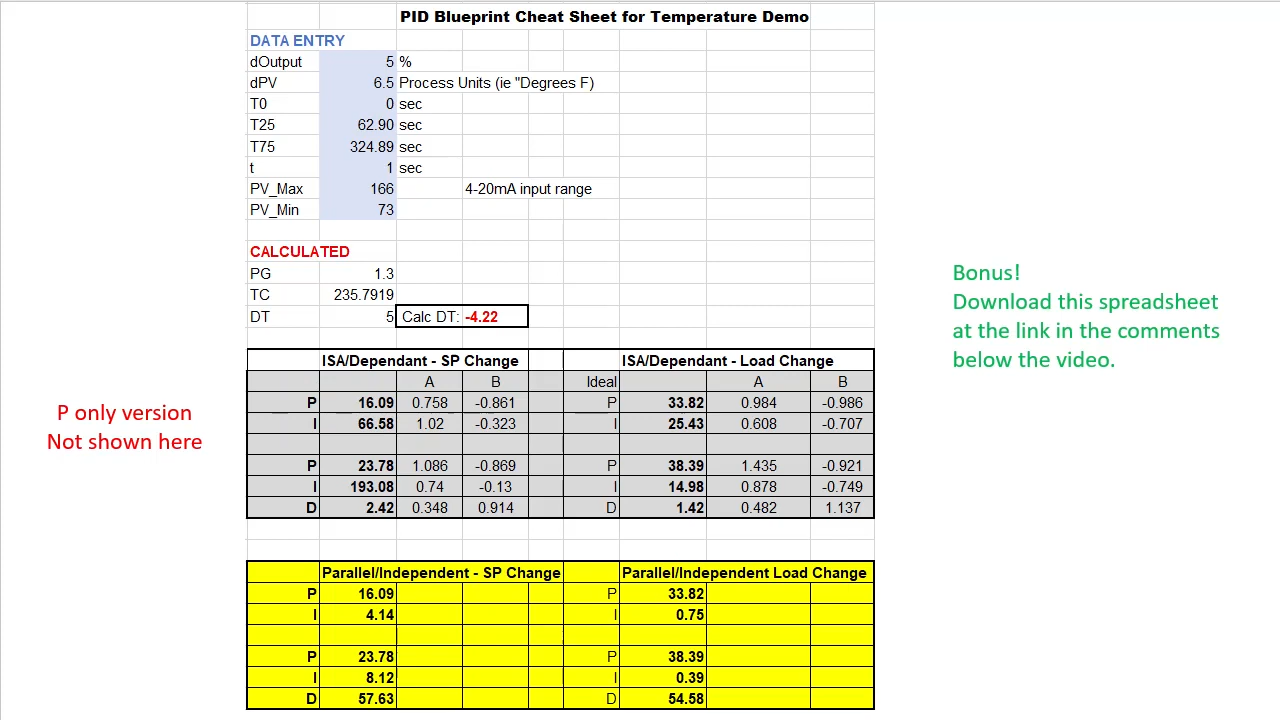 PID Blueprint Cheat Sheet for Temperature Demo
DATA ENTRY
dOutput 5 %
dPV 6.5 Process Units (ie "Degrees F)
T0 0 sec
T25 62.90 sec
T75 324.89 sec
t 1 sec
PV_Max 166 4-20mA input range
PV_Min 73
CALCULATED
PG 1.3
TC 235.7919
DT 5 Calc DT: -4.22
ISA/Dependant - SP Change ISA/Dependant - Load Change
A B Ideal A B
P 16.09 0.758 -0.861 P 33.82 0.984 -0.986
I 66.58 1.02 -0.323 I 25.43 0.608 -0.707
P 23.78 1.086 -0.869 P 38.39 1.435 -0.921
I 193.08 0.74 -0.13 I 14.98 0.878 -0.749
D 2.42 0.348 0.914 D 1.42 0.482 1.137
Parallel/Independent - SP Change Parallel/Independent Load Change
P 16.09 P 33.82
I 4.14 I 0.75
P 23.78 P 38.39
I 8.12 I 0.39
D 57.63 D 54.58
P only version
Not shown here
Bonus!
Download this spreadsheet
at the link in the comments
below the video.